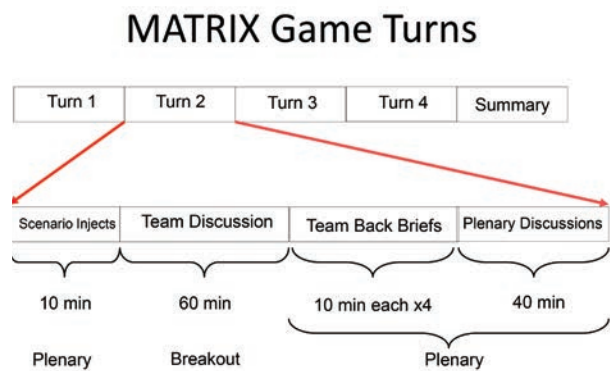 MATRIX Game Turns
Turn 1 Turn 2 Turn 3 Turn 4 Summary
Scenario Injects Team Discussion Team Back Briefs Plenary Discussions
10 min 60 min 10 min each x4 40 min
Plenary Breakout Plenary